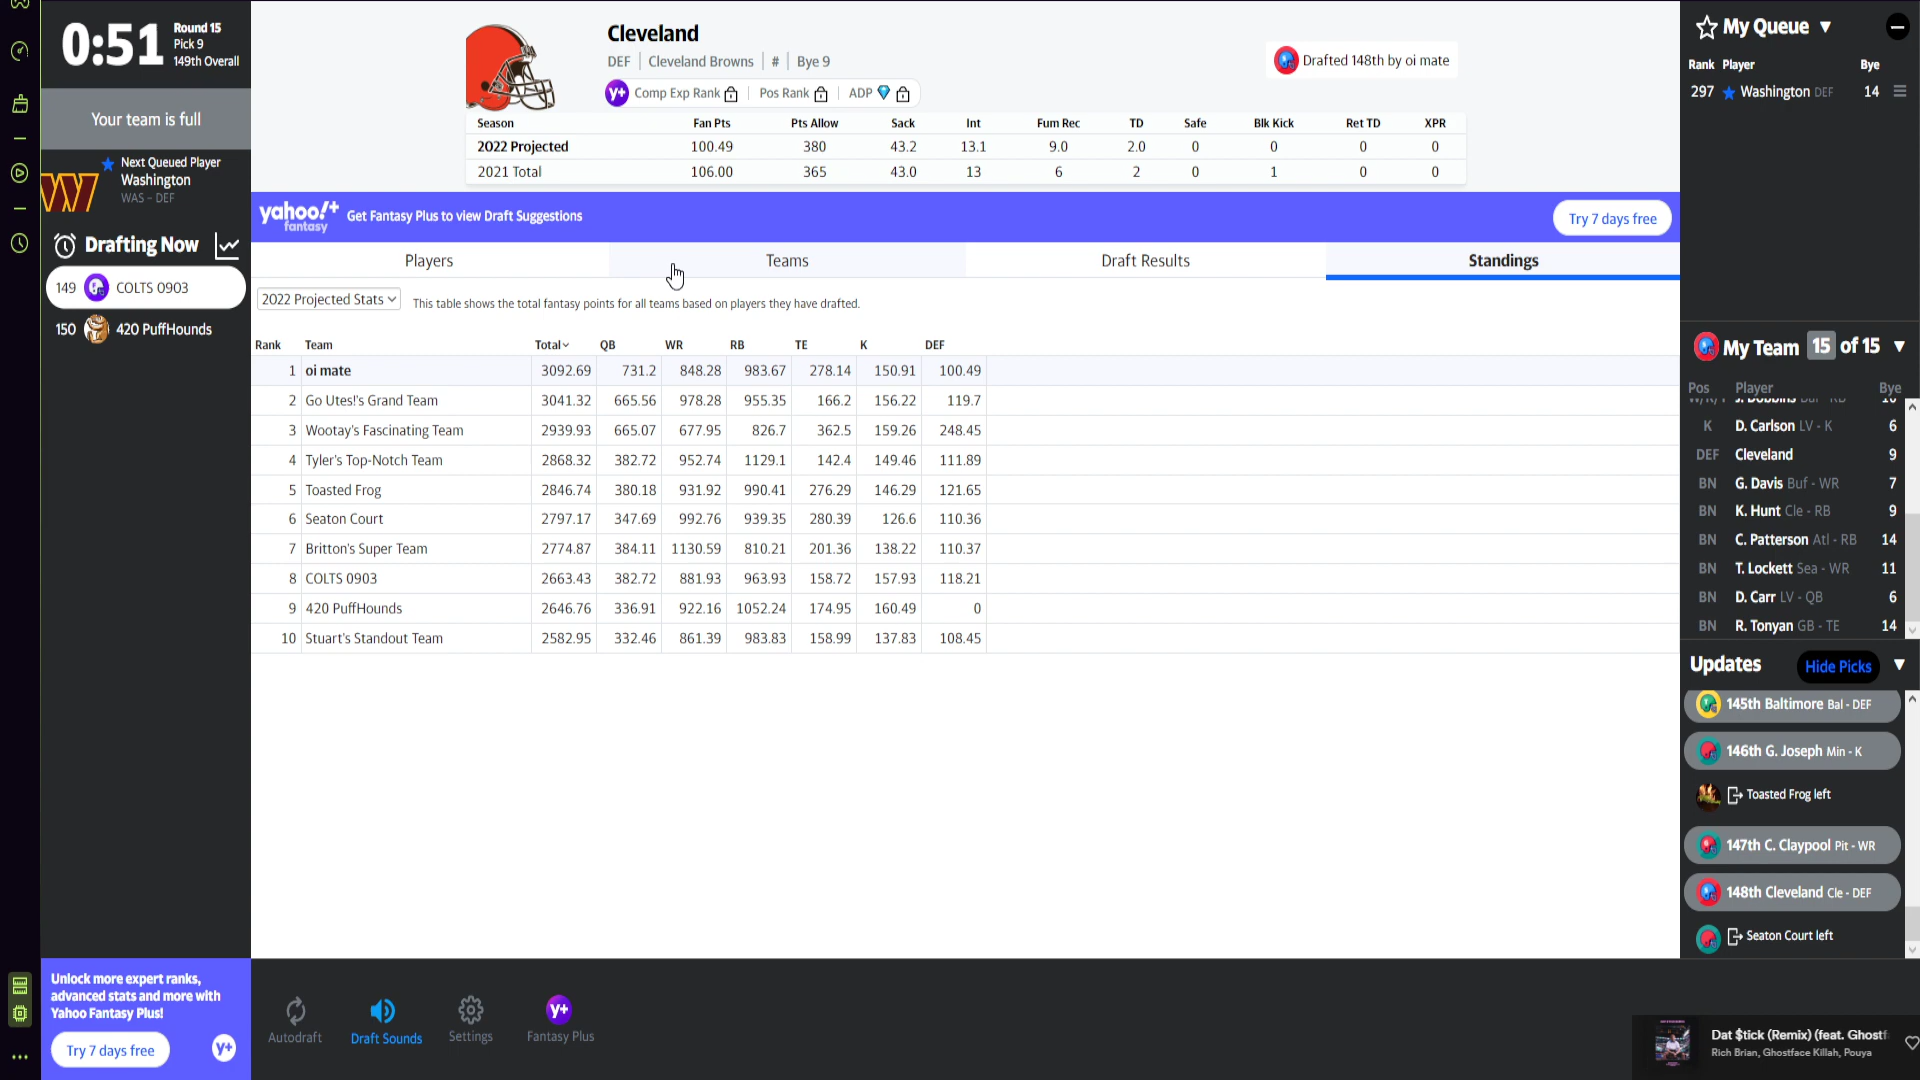 0:51
Round 15
Pick 9
149th Overall
Your team is full
Next Queued Player
Washington
WAS - DEF
Drafting Now
149 COLTS 0903
150 420 PuffHounds
Cleveland
DEF | Cleveland Browns | # | Bye 9
Y+ Comp Exp Rank | Pos Rank | ADP
Drafted 148th by oi mate
Season Fan Pts Pts Allow Sack Int Fum Rec TD Safe Blk Kick Ret TD XPR
2022 Projected 100.49 380 43.2 13.1 9.0 2.0 0 0 0 0
2021 Total 106.00 365 43.0 13 6 2 0 1 0 0
yahoo!+ fantasy Get Fantasy Plus to view Draft Suggestions Try 7 days free
Players Teams Draft Results Standings
2022 Projected Stats This table shows the total fantasy points for all teams based on players they have drafted.
Rank Team Total QB WR RB TE K DEF
1 oi mate 3092.69 731.2 848.28 983.67 278.14 150.91 100.49
2 Go Utes!'s Grand Team 3041.32 665.56 978.28 955.35 166.2 156.22 119.7
3 Wootay's Fascinating Team 2939.93 665.07 677.95 826.7 362.5 159.26 248.45
4 Tyler's Top-Notch Team 2868.32 382.72 952.74 1129.1 142.4 149.46 111.89
5 Toasted Frog 2846.74 380.18 931.92 990.41 276.29 146.29 121.65
6 Seaton Court 2797.17 347.69 992.76 939.35 280.39 126.6 110.36
7 Britton's Super Team 2774.87 384.11 1130.59 810.21 201.36 138.22 110.37
8 COLTS 0903 2663.43 382.72 881.93 963.93 158.72 157.93 118.21
9 420 PuffHounds 2646.76 336.91 922.16 1052.24 174.95 160.49 0
10 Stuart's Standout Team 2582.95 332.46 861.39 983.83 158.99 137.83 108.45
My Queue
Rank Player Bye
297 Washington DEF 14
My Team 15 of 15
Pos Player Bye
K D. Carlson LV - K 6
DEF Cleveland 9
BN G. Davis Buf - WR 7
BN K. Hunt Cle - RB 9
BN C. Patterson Atl - RB 14
BN T. Lockett Sea - WR 11
BN D. Carr LV - QB 6
BN R. Tonyan GB - TE 14
Updates Hide Picks
145th Baltimore Bal - DEF
146th G. Joseph Min - K
Toasted Frog left
147th C. Claypool Pit - WR
148th Cleveland Cle - DEF
Seaton Court left
Unlock more expert ranks,
advanced stats and more with
Yahoo Fantasy Plus!
Try 7 days free y+
Autodraft
Draft Sounds
Settings
y+
Fantasy Plus
Dat $tick (Remix) (feat. Ghostf
Rich Brian, Ghostface Killah, Pouya